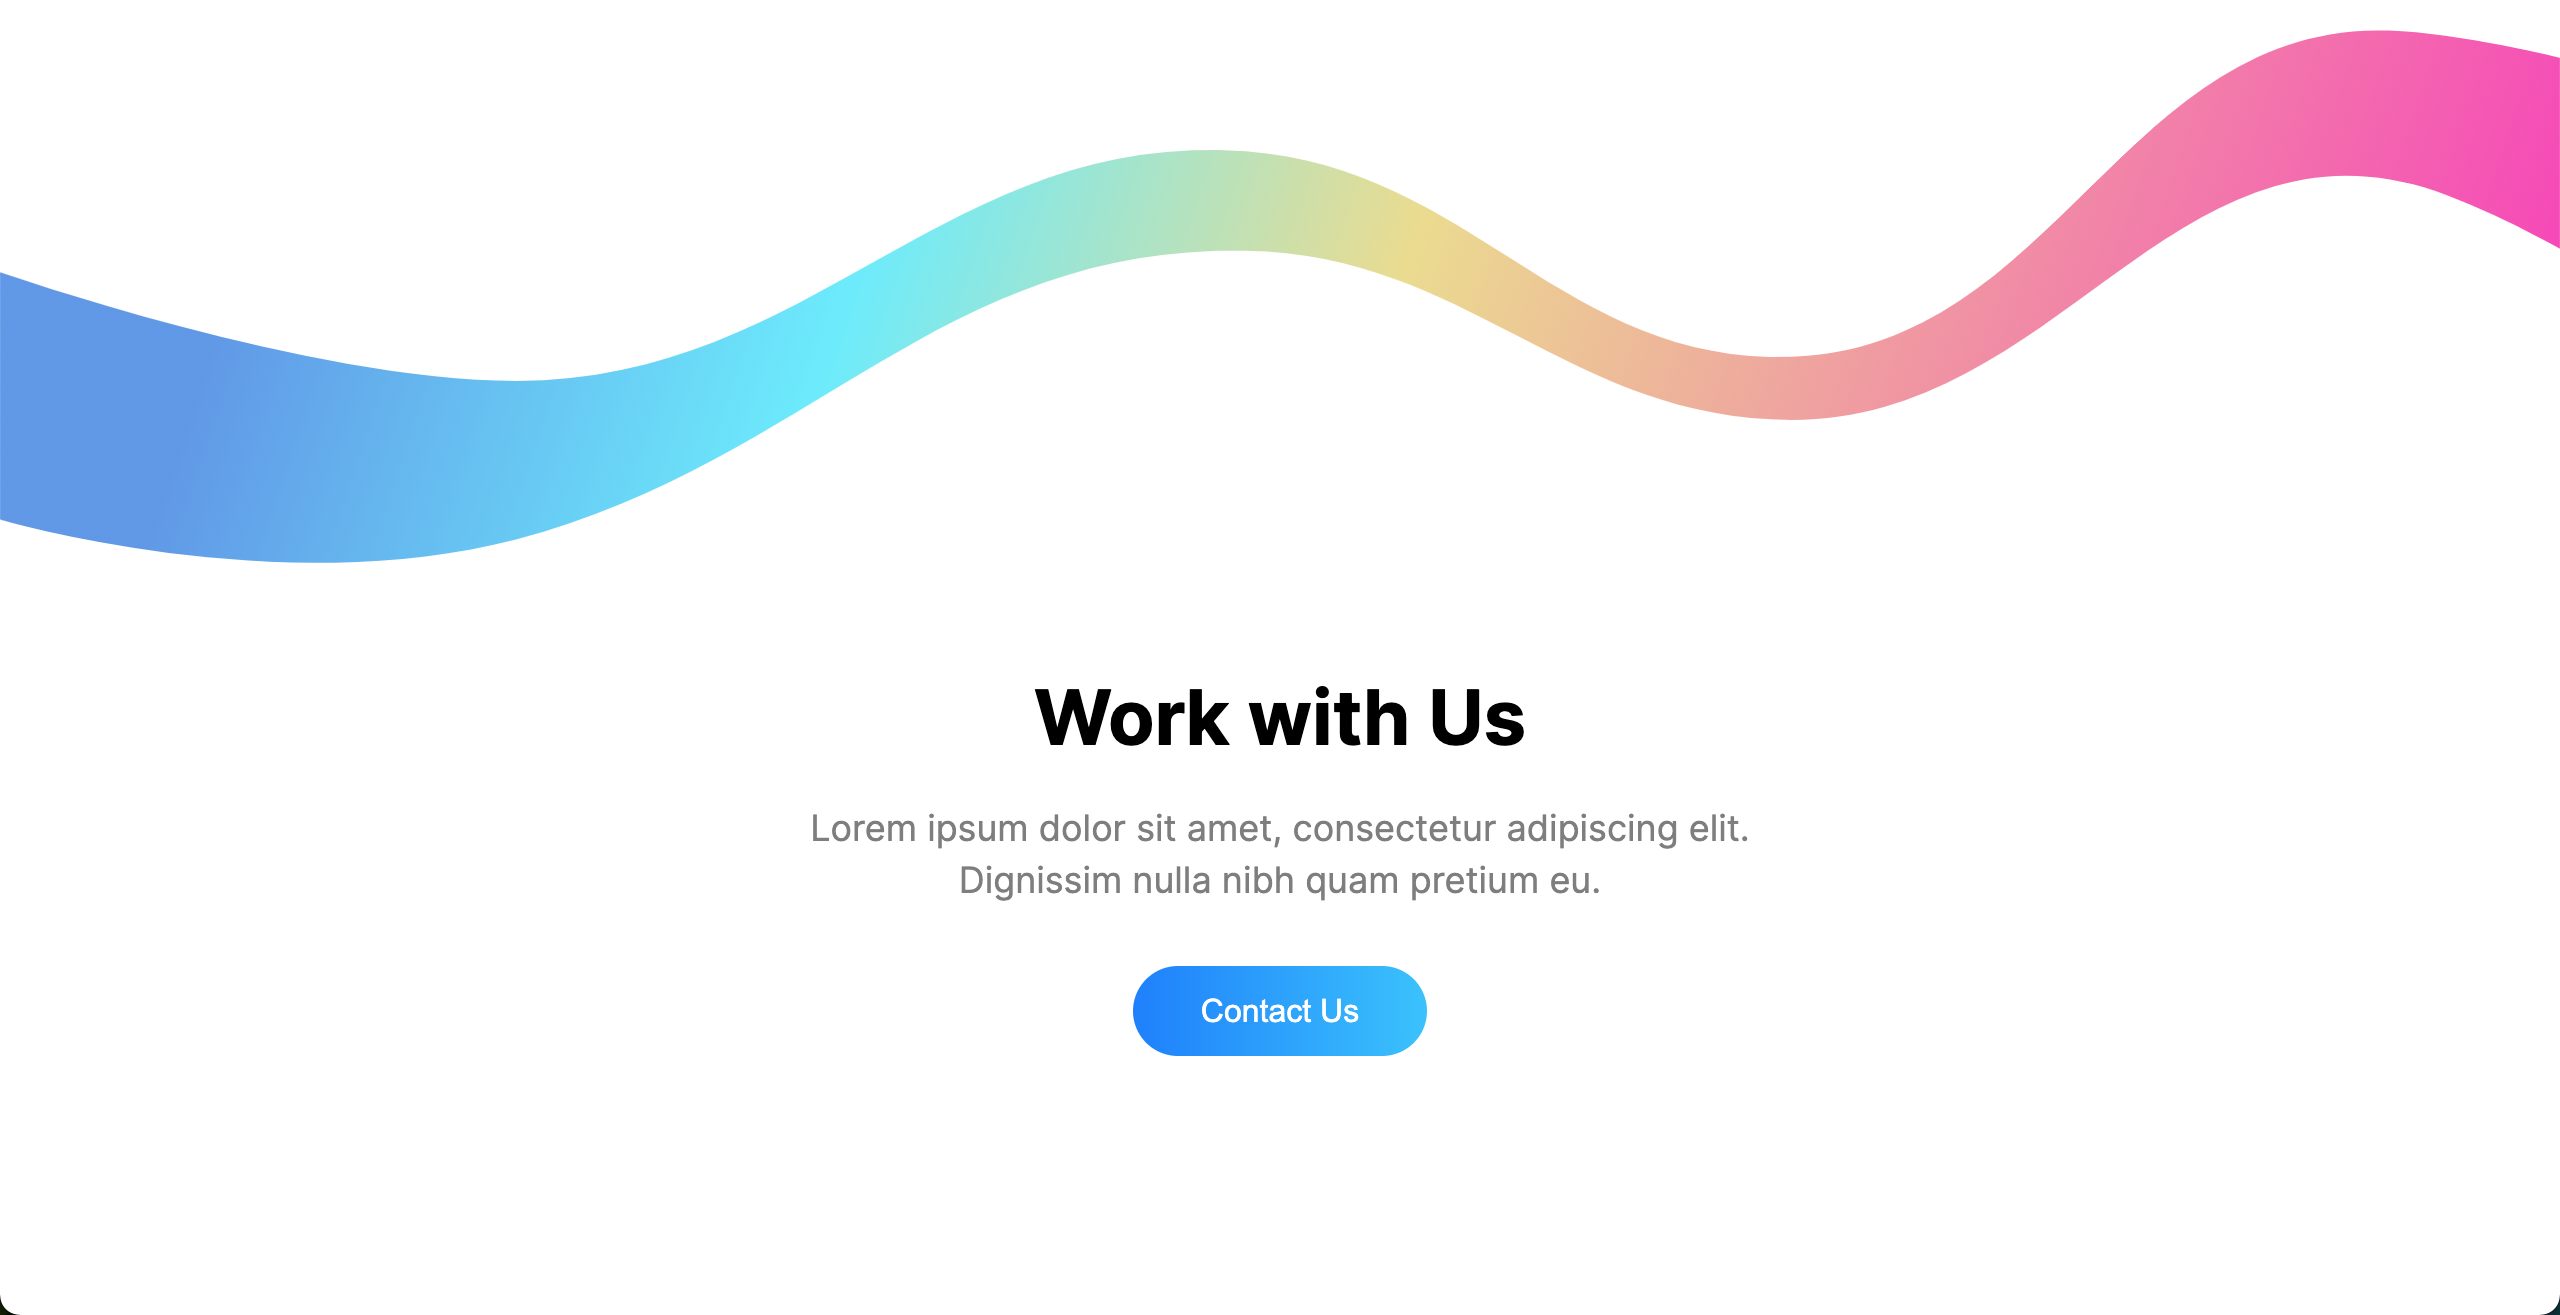 Work with Us
Lorem ipsum dolor sit amet, consectetur adipiscing elit.
Dignissim nulla nibh quam pretium eu.
Contact Us